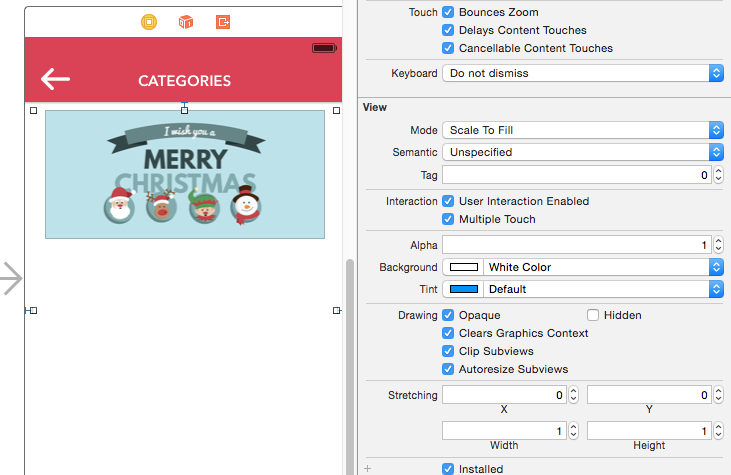 CATEGORIES
I wish you a
MERRY
CHRISTMAS
Touch Bounces Zoom
Delays Content Touches
Cancellable Content Touches
Keyboard Do not dismiss
View
Mode Scale To Fill
Semantic Unspecified
Tag 0
Interaction User Interaction Enabled
Multiple Touch
Alpha 1
Background White Color
Tint Default
Drawing Opaque Hidden
Clears Graphics Context
Clip Subviews
Autoresize Subviews
Stretching 0 0
X Y
1 1
Width Height
+ Installed